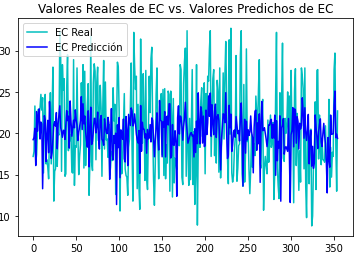 Valores Reales de EC vs. Valores Predichos de EC
EC Real
EC Predicción
30
25
20
15
10
0 50 100 150 200 250 300 350